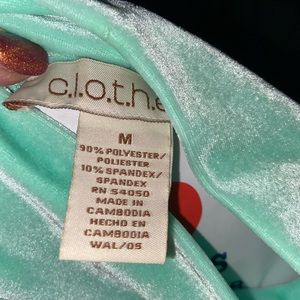 c.l.o.t.h.e
M
90% POLYESTER/
POLIESTER
10% SPANDEX/
SPANDEX
RN 54050
MADE IN
CAMBODIA
HECHO EN
CAMBODIA
WAL/05